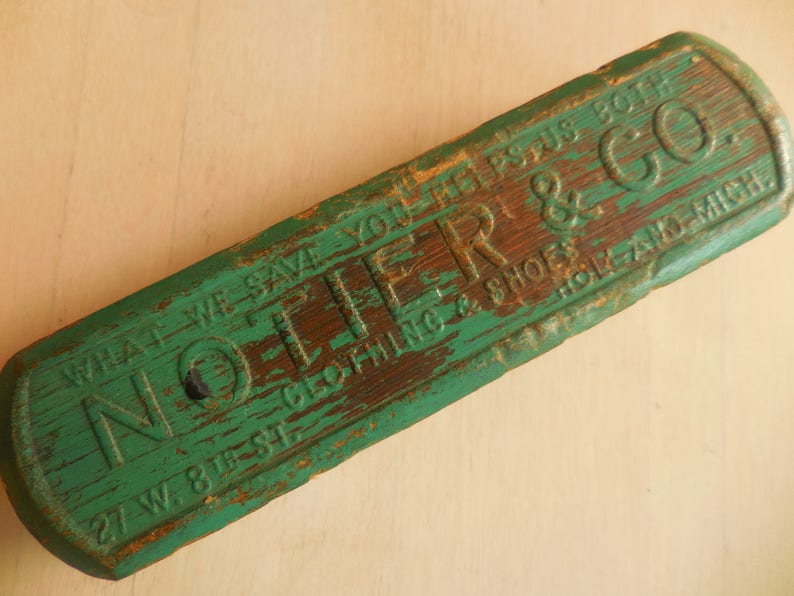 WHAT WE SAVE YOU HELPS US BOTH
NOTIER & CO.
CLOTHING & SHOES
27 W. 8TH ST. HOLLAND MICH.